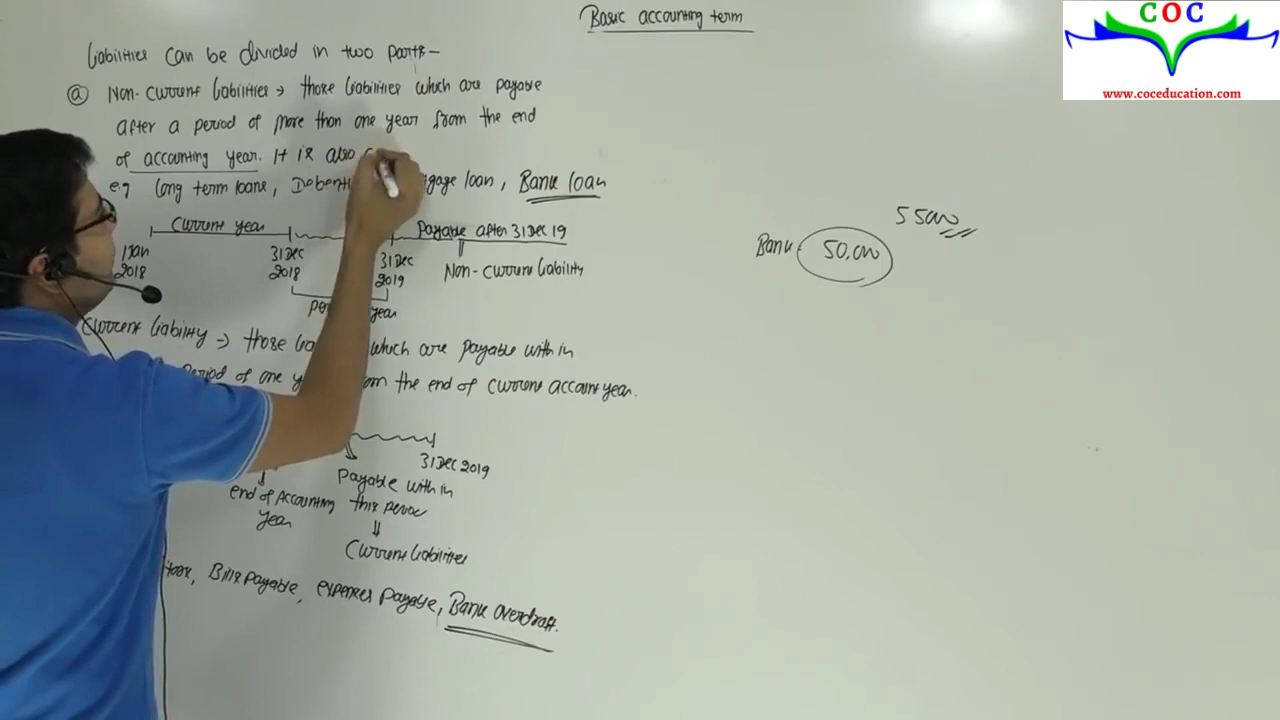 Basic accounting term
COC
www.coceducation.com
Liabilities can be divided in two parts -
(a) Non-current liabilities → those liabilities which are payable
after a period of more than one year from the end
of accounting year. It is also
e.g Long term loans, loan, Bank loan
Current year
Payable after 31 Dec 19
1 Jan 2018
31 Dec 2018
31 Dec 2019
Non-current liability
year
Current liability → those which are payable with in
period of one from the end of current account year.
31 Dec 2019
end of Accounting year
Payable with in this period
Current liabilities
Bills payable, expenses payable, Bank overdraft.
Bank 50,000
55000